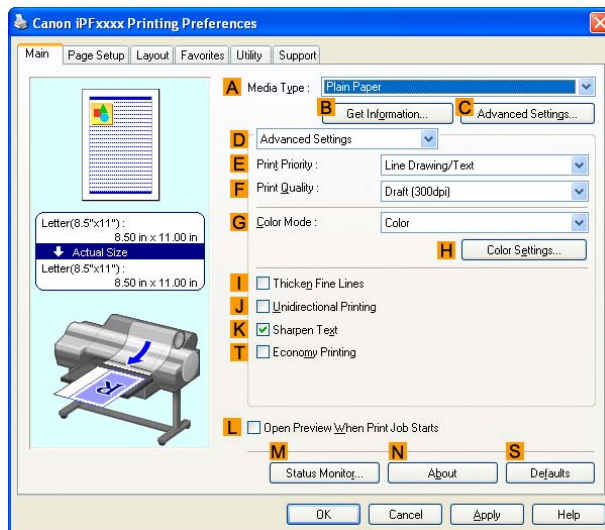 Canon iPFxxxx Printing Preferences
Main Page Setup Layout Favorites Utility Support
A Media Type : Plain Paper
B Get Information... C Advanced Settings...
D Advanced Settings
E Print Priority : Line Drawing/Text
F Print Quality : Draft (300dpi)
G Color Mode : Color
H Color Settings...
Letter(8.5"x11") :
8.50 in x 11.00 in
Actual Size
Letter(8.5"x11") :
8.50 in x 11.00 in
I Thicken Fine Lines
J Unidirectional Printing
K Sharpen Text
T Economy Printing
R
L Open Preview When Print Job Starts
M N S
Status Monitor... About Defaults
OK Cancel Apply Help